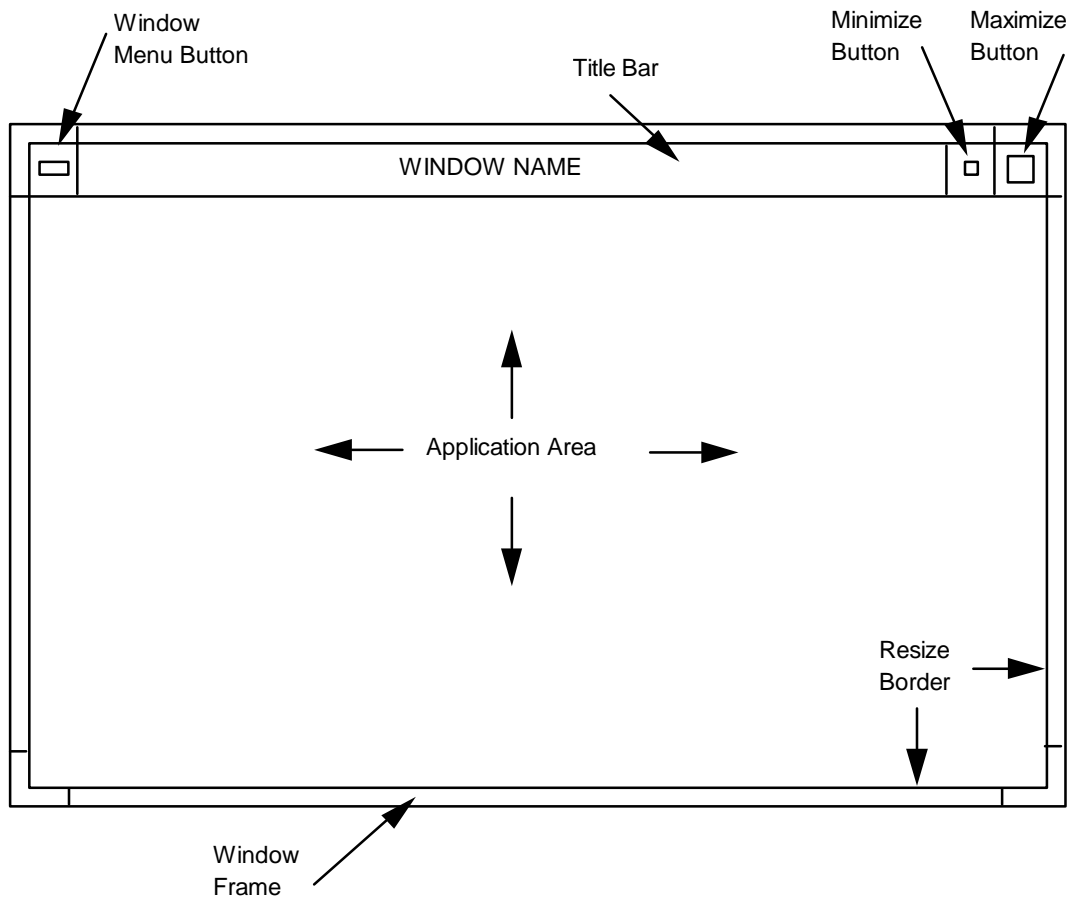 Window
Menu Button
Minimize
Button
Maximize
Button
Title Bar
WINDOW NAME
Application Area
Resize
Border
Window
Frame